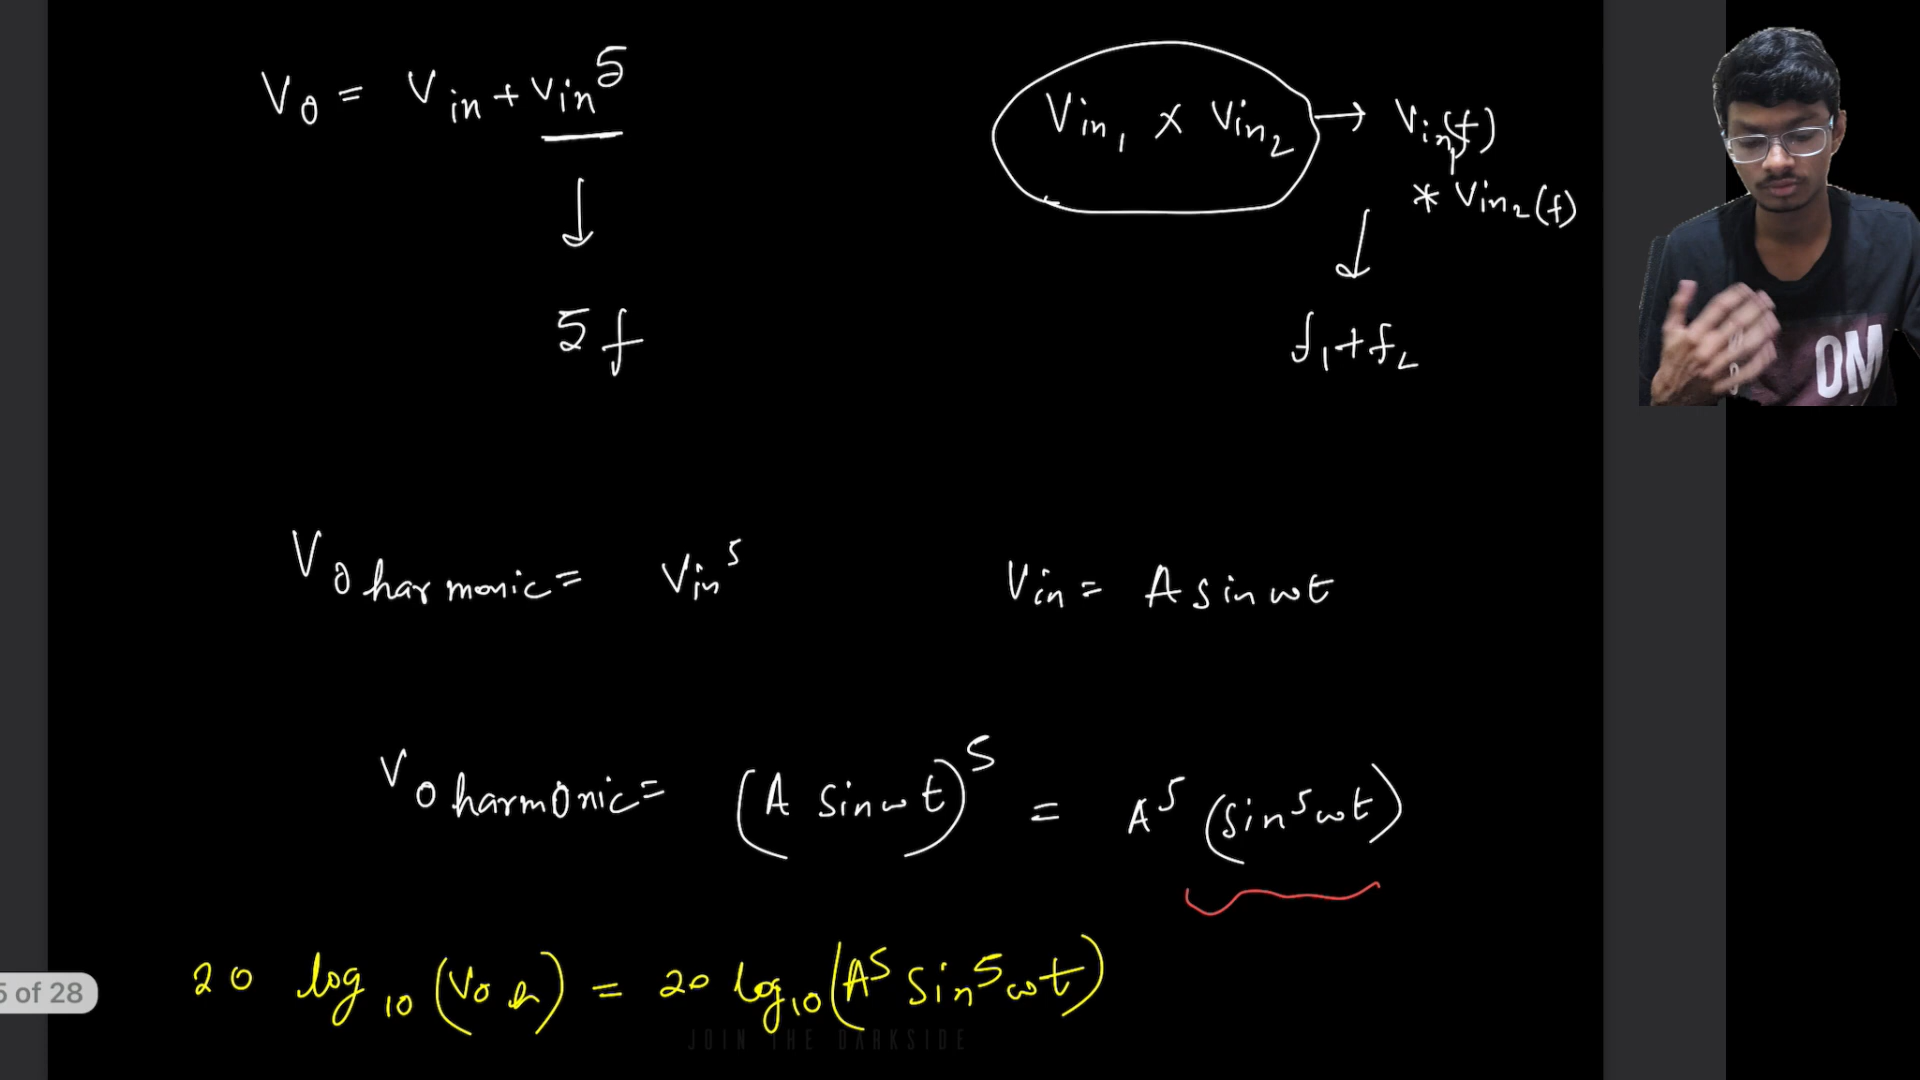 V₀ = Vin + Vin⁵
Vin₁ × Vin₂ → Vin₁(f)
* Vin₂(f)
↓
5f
↓
f₁+f₂
V₀ harmonic = Vin⁵
Vin = A sin ωt
V₀ harmonic = (A sin ωt)⁵ = A⁵ (sin⁵ ωt)
20 log₁₀ (V₀ h) = 20 log₁₀ (A⁵ sin⁵ ωt)
5 of 28
JOIN THE DARKSIDE
OM